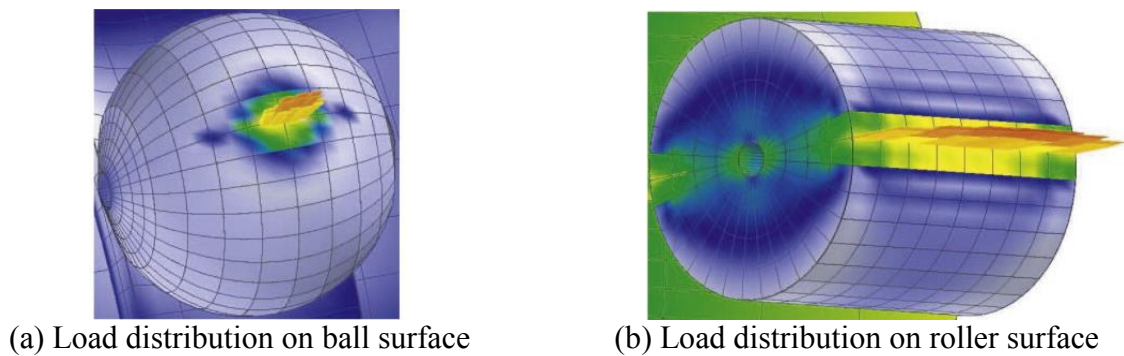 (a) Load distribution on ball surface
(b) Load distribution on roller surface